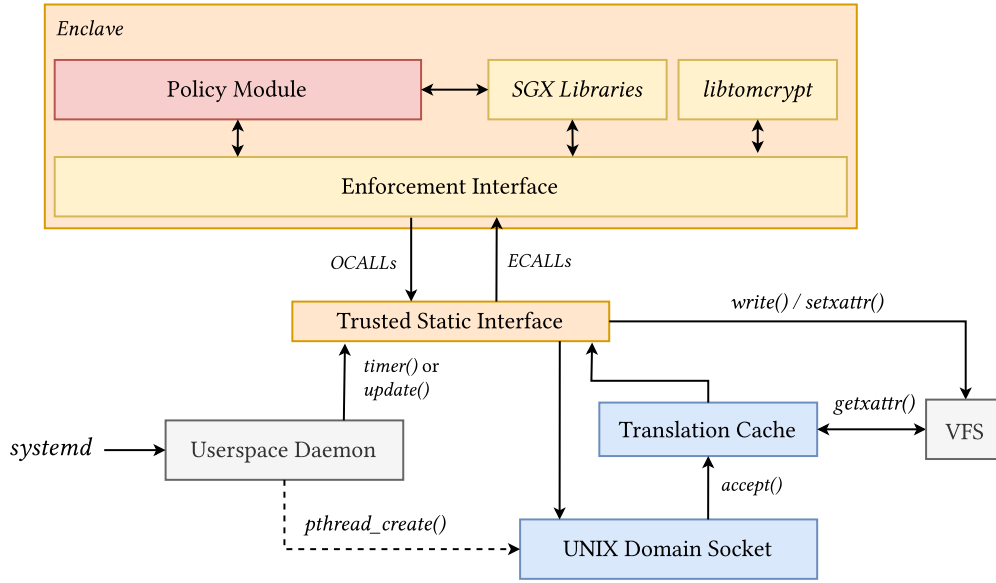 Enclave
Policy Module
SGX Libraries
libtomcrypt
Enforcement Interface
OCALLs
ECALLs
write() / setxattr()
Trusted Static Interface
timer() or
update()
getxattr()
Translation Cache
VFS
systemd
Userspace Daemon
accept()
pthread_create()
UNIX Domain Socket